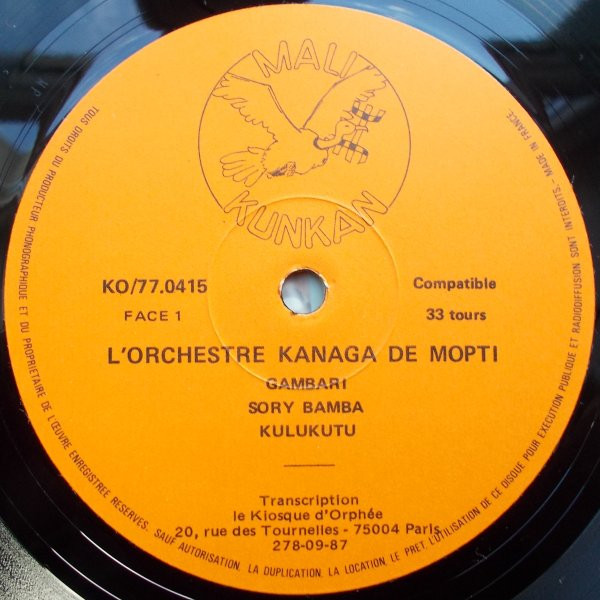 MALI
KUNKAN
KO/77.0415
FACE 1
Compatible
33 tours
L'ORCHESTRE KANAGA DE MOPTI
GAMBARI
SORY BAMBA
KULUKUTU
Transcription
le Kiosque d'Orphée
20, rue des Tournelles - 75004 Paris
278-09-87
TOUS DROITS DU PRODUCTEUR PHONOGRAPHIQUE ET DU PROPRIETAIRE DE L'ŒUVRE ENREGISTREE RESERVES. SAUF AUTORISATION, LA DUPLICATION, LA LOCATION, LE PRET, L'UTILISATION DE CE DISQUE POUR EXECUTION PUBLIQUE ET RADIODIFFUSION SONT INTERDITS. - MADE IN FRANCE.